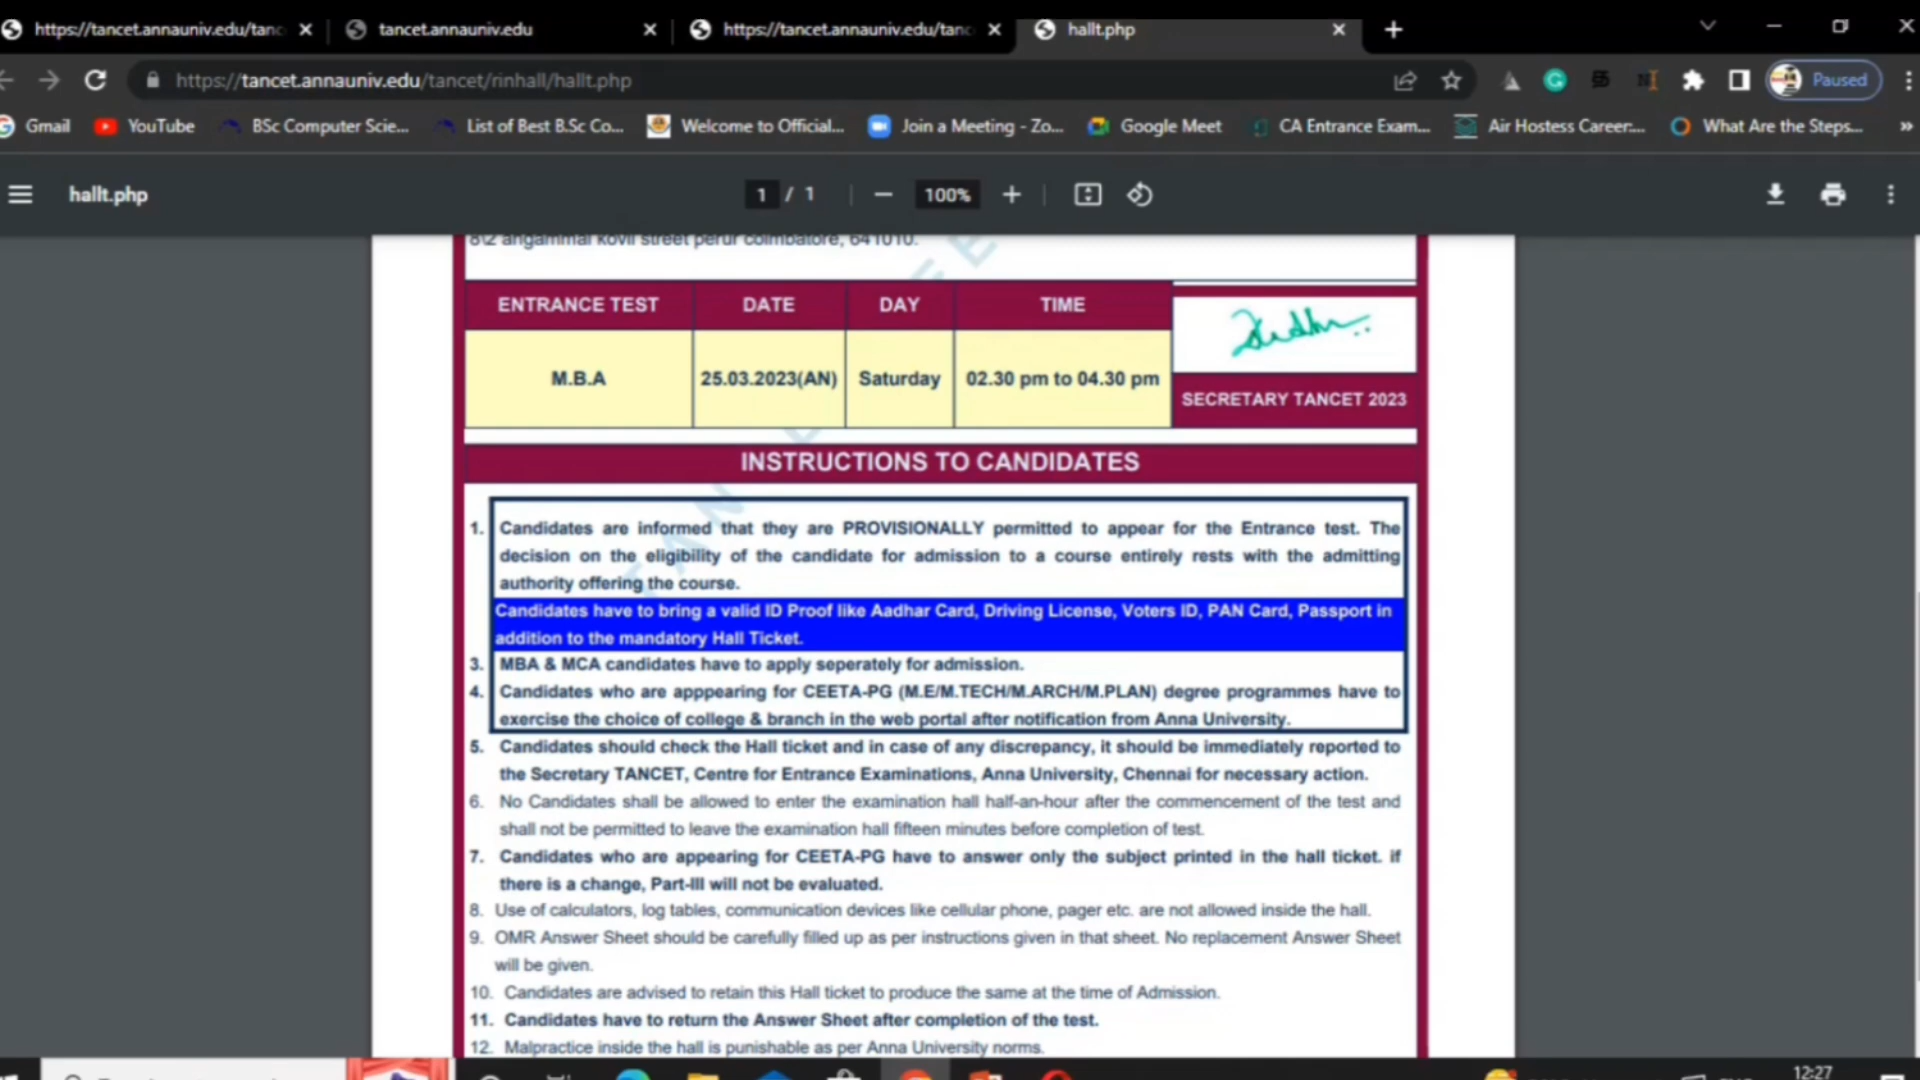 https://tancet.annauniv.edu/tanc
tancet.annauniv.edu
https://tancet.annauniv.edu/tanc
hallt.php
https://tancet.annauniv.edu/tancet/rinhall/hallt.php
Paused
Gmail
YouTube
BSc Computer Scie...
List of Best B.Sc Co...
Welcome to Official...
Join a Meeting - Zo...
Google Meet
CA Entrance Exam...
Air Hostess Career:...
What Are the Steps...
hallt.php
1 / 1
100%
8\2 angammal kovil street perur coimbatore, 641010.
ENTRANCE TEST DATE DAY TIME
M.B.A 25.03.2023(AN) Saturday 02.30 pm to 04.30 pm
SECRETARY TANCET 2023
INSTRUCTIONS TO CANDIDATES
1. Candidates are informed that they are PROVISIONALLY permitted to appear for the Entrance test. The
decision on the eligibility of the candidate for admission to a course entirely rests with the admitting
authority offering the course.
Candidates have to bring a valid ID Proof like Aadhar Card, Driving License, Voters ID, PAN Card, Passport in
addition to the mandatory Hall Ticket.
3. MBA & MCA candidates have to apply seperately for admission.
4. Candidates who are apppearing for CEETA-PG (M.E/M.TECH/M.ARCH/M.PLAN) degree programmes have to
exercise the choice of college & branch in the web portal after notification from Anna University.
5. Candidates should check the Hall ticket and in case of any discrepancy, it should be immediately reported to
the Secretary TANCET, Centre for Entrance Examinations, Anna University, Chennai for necessary action.
6. No Candidates shall be allowed to enter the examination hall half-an-hour after the commencement of the test and
shall not be permitted to leave the examination hall fifteen minutes before completion of test.
7. Candidates who are appearing for CEETA-PG have to answer only the subject printed in the hall ticket. if
there is a change, Part-III will not be evaluated.
8. Use of calculators, log tables, communication devices like cellular phone, pager etc. are not allowed inside the hall.
9. OMR Answer Sheet should be carefully filled up as per instructions given in that sheet. No replacement Answer Sheet
will be given.
10. Candidates are advised to retain this Hall ticket to produce the same at the time of Admission.
11. Candidates have to return the Answer Sheet after completion of the test.
12. Malpractice inside the hall is punishable as per Anna University norms.
12:27